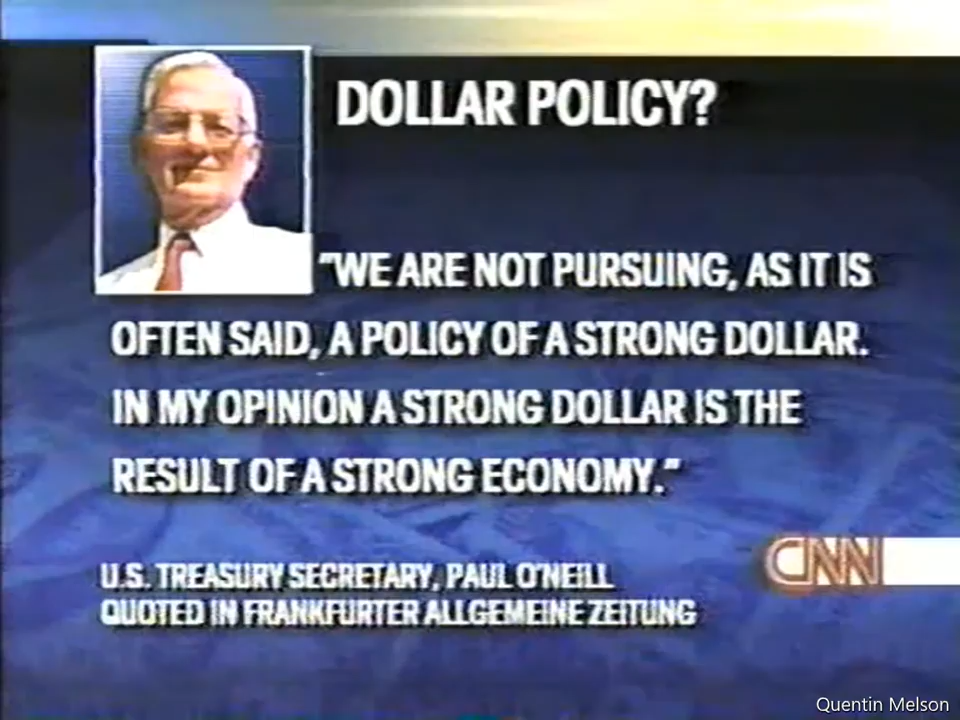 DOLLAR POLICY?
"WE ARE NOT PURSUING, AS IT IS
OFTEN SAID, A POLICY OF A STRONG DOLLAR.
IN MY OPINION A STRONG DOLLAR IS THE
RESULT OF A STRONG ECONOMY."
U.S. TREASURY SECRETARY, PAUL O'NEILL
QUOTED IN FRANKFURTER ALLGEMEINE ZEITUNG
CNN
Quentin Melson